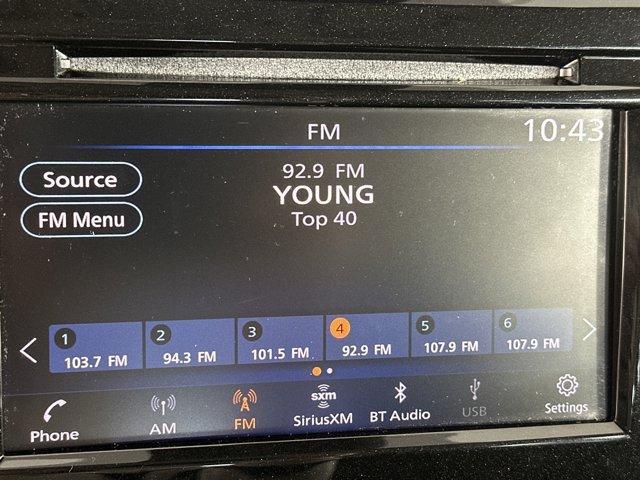 FM
10:43
Source
FM Menu
92.9 FM
YOUNG
Top 40
1
103.7 FM
2
94.3 FM
3
101.5 FM
4
92.9 FM
5
107.9 FM
6
107.9 FM
Phone
AM
FM
sxm
SiriusXM
BT Audio
USB
Settings